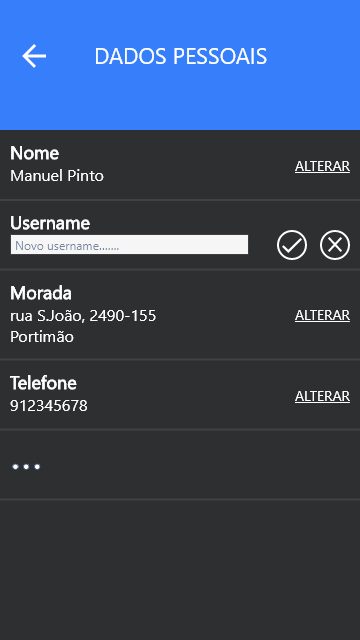 DADOS PESSOAIS
Nome
Manuel Pinto
ALTERAR
Username
Novo username.......
Morada
rua S.João, 2490-155
Portimão
ALTERAR
Telefone
912345678
ALTERAR
...